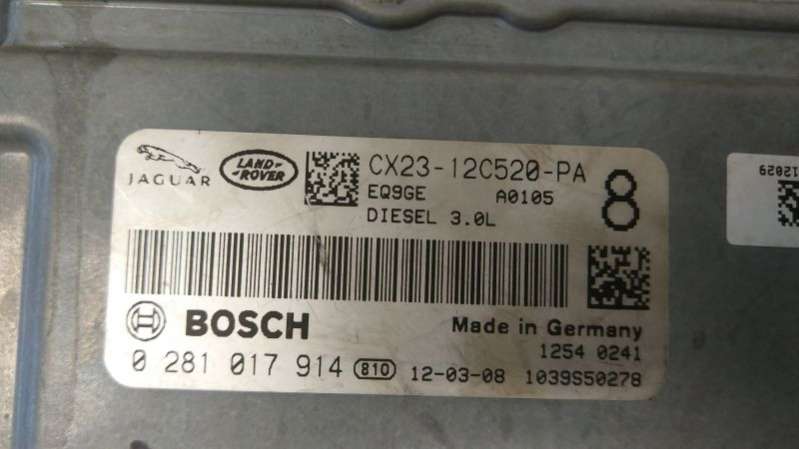 JAGUAR
LAND-
-ROVER
CX23-12C520-PA
EQ9GE A0105
DIESEL 3.0L
8
BOSCH
Made in Germany
1254 0241
0 281 017 914 810 12-03-08 1039S50278